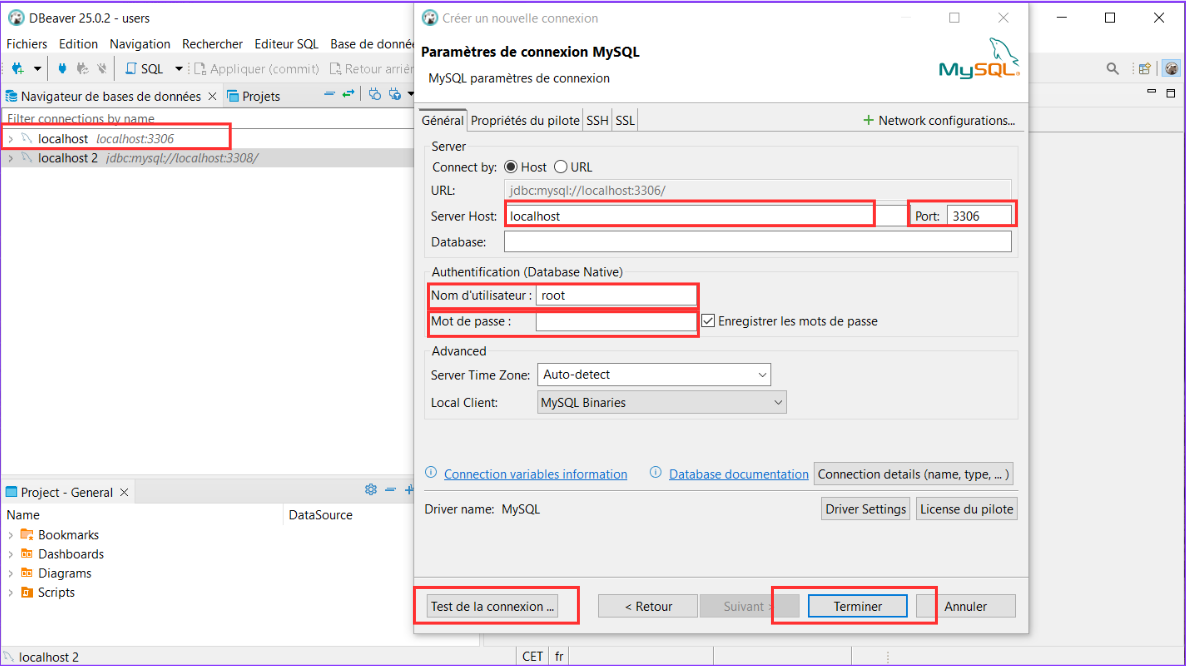 DBeaver 25.0.2 - users
Fichiers Edition Navigation Rechercher Editeur SQL Base de donnée
SQL Appliquer (commit) Retour arriér
Navigateur de bases de données Projets
Filter connections by name
localhost localhost:3306
localhost 2 jdbc:mysql://localhost:3308/
Créer un nouvelle connexion
Paramètres de connexion MySQL
MySQL paramètres de connexion
MySQL
Général Propriétés du pilote SSH SSL Network configurations...
Server
Connect by: Host URL
URL: jdbc:mysql://localhost:3306/
Server Host: localhost Port: 3306
Database:
Authentification (Database Native)
Nom d'utilisateur : root
Mot de passe : Enregistrer les mots de passe
Advanced
Server Time Zone: Auto-detect
Local Client: MySQL Binaries
Connection variables information Database documentation Connection details (name, type, ... )
Driver name: MySQL Driver Settings License du pilote
Test de la connexion ... < Retour Suivant > Terminer Annuler
Project - General
Name DataSource
Bookmarks
Dashboards
Diagrams
Scripts
localhost 2 CET fr